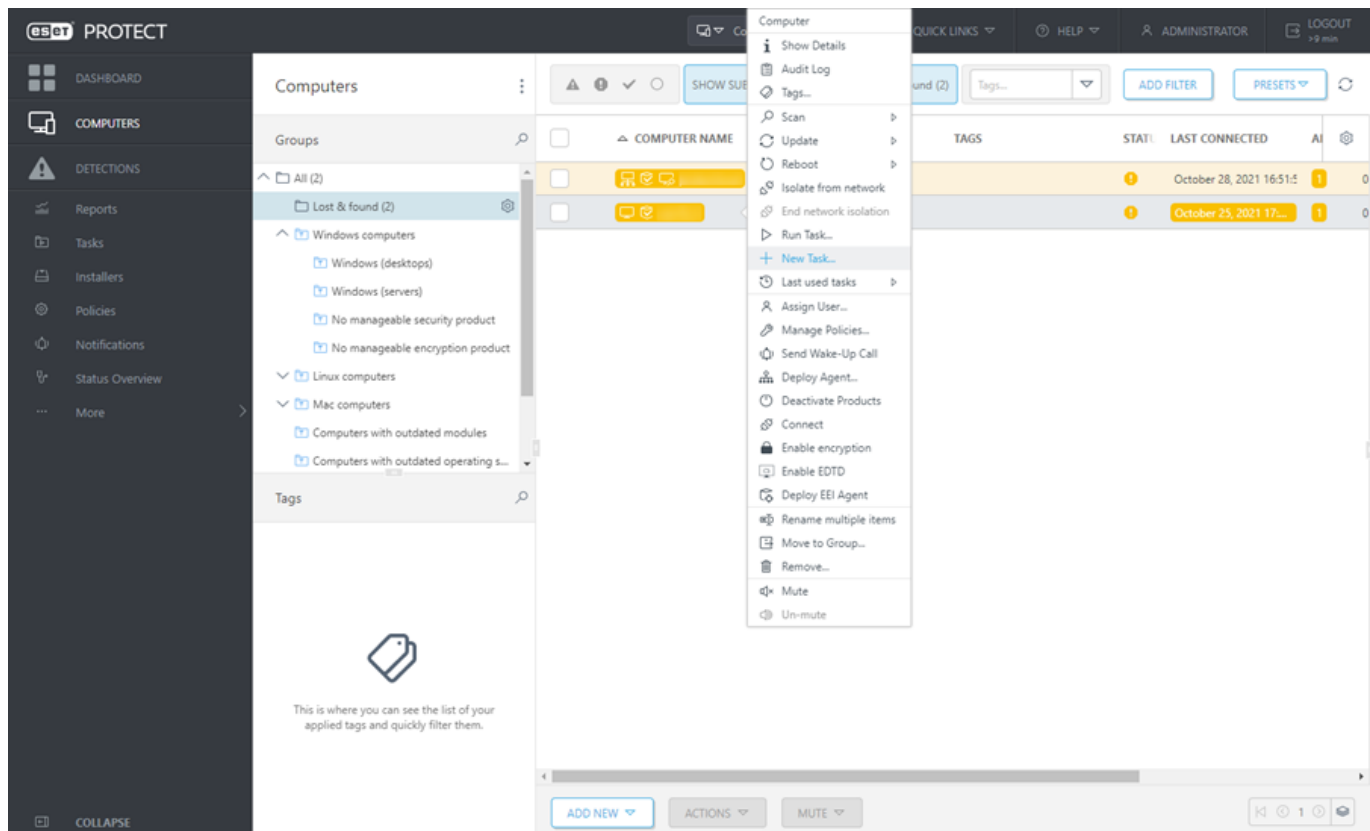 eset PROTECT
Co
QUICK LINKS
HELP
ADMINISTRATOR
LOGOUT
>9 min
DASHBOARD
COMPUTERS
DETECTIONS
Reports
Tasks
Installers
Policies
Notifications
Status Overview
More
COLLAPSE
Computers
Groups
All (2)
Lost & found (2)
Windows computers
Windows (desktops)
Windows (servers)
No manageable security product
No manageable encryption product
Linux computers
Mac computers
Computers with outdated modules
Computers with outdated operating s...
Tags
This is where you can see the list of your
applied tags and quickly filter them.
SHOW SUB
und (2)
Tags...
ADD FILTER
PRESETS
COMPUTER NAME
TAGS
STATU
LAST CONNECTED
Al
October 28, 2021 16:51:5
1
0
October 25, 2021 17:...
1
0
Computer
Show Details
Audit Log
Tags...
Scan
Update
Reboot
Isolate from network
End network isolation
Run Task...
New Task...
Last used tasks
Assign User...
Manage Policies...
Send Wake-Up Call
Deploy Agent...
Deactivate Products
Connect
Enable encryption
Enable EDTD
Deploy EEI Agent
Rename multiple items
Move to Group...
Remove...
Mute
Un-mute
ADD NEW
ACTIONS
MUTE
1